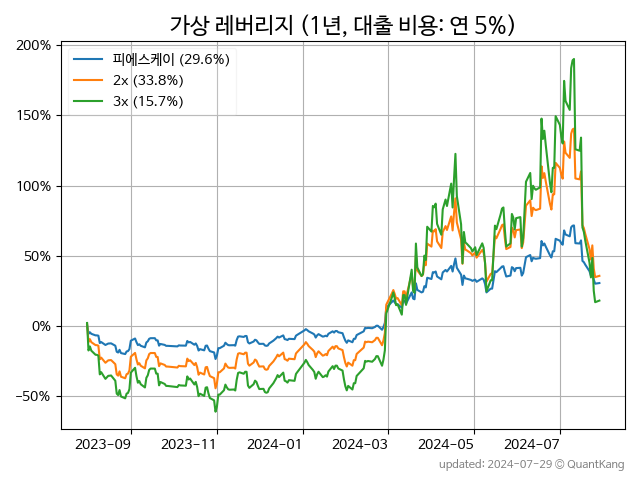 가상 레버리지 (1년, 대출 비용: 연 5%)
200%
150%
100%
50%
0%
−50%
피에스케이 (29.6%)
2x (33.8%)
3x (15.7%)
2023-09
2023-11
2024-01
2024-03
2024-05
2024-07
updated: 2024-07-29 © QuantKang